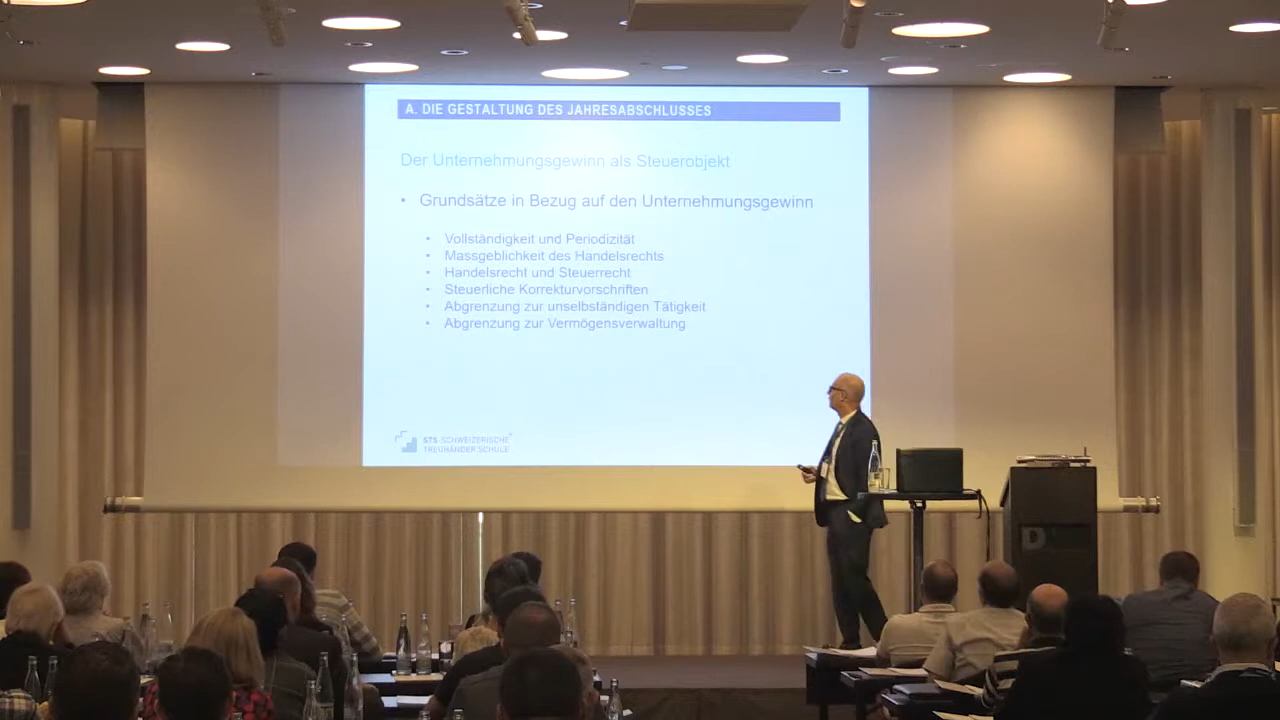 A. DIE GESTALTUNG DES JAHRESABSCHLUSSES
Der Unternehmungsgewinn als Steuerobjekt
• Grundsätze in Bezug auf den Unternehmungsgewinn
• Vollständigkeit und Periodizität
• Massgeblichkeit des Handelsrechts
• Handelsrecht und Steuerrecht
• Steuerliche Korrekturvorschriften
• Abgrenzung zur unselbständigen Tätigkeit
• Abgrenzung zur Vermögensverwaltung
STS SCHWEIZERISCHE
TREUHÄNDER SCHULE
D